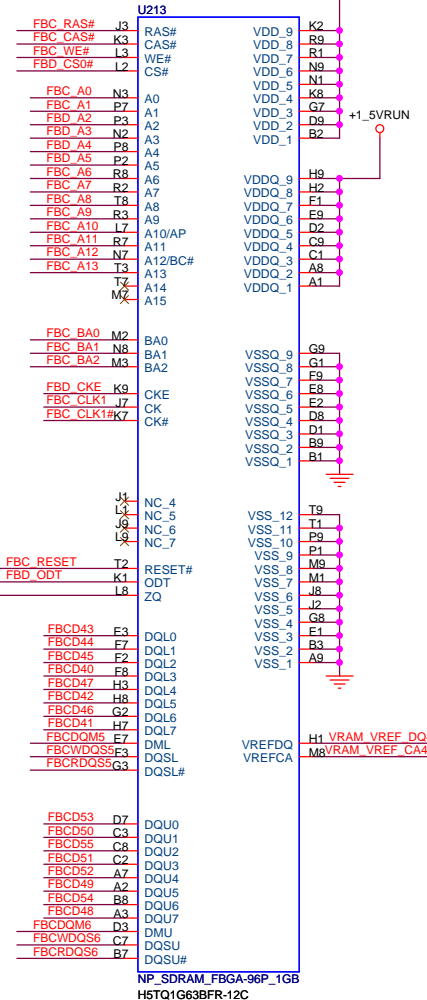 U213
FBC_RAS# J3 RAS# VDD_9 K2
FBC_CAS# K3 CAS# VDD_8 R9
FBC_WE# L3 WE# VDD_7 R1
FBD_CS0# L2 CS# VDD_6 N9
VDD_5 N1
FBC_A0 N3 A0 VDD_4 K8
FBC_A1 P7 A1 VDD_3 G7
FBD_A2 P3 A2 VDD_2 D9
FBD_A3 N2 A3 VDD_1 B2
+1_5VRUN
FBD_A4 P8 A4
FBD_A5 P2 A5
FBC_A6 R8 A6 VDDQ_9 H9
FBC_A7 R2 A7 VDDQ_8 H2
FBC_A8 T8 A8 VDDQ_7 F1
FBC_A9 R3 A9 VDDQ_6 E9
FBC_A10 L7 A10/AP VDDQ_5 D2
FBC_A11 R7 A11 VDDQ_4 C9
FBC_A12 N7 A12/BC# VDDQ_3 C1
FBC_A13 T3 A13 VDDQ_2 A8
T7 A14 VDDQ_1 A1
M7 A15
FBC_BA0 M2 BA0
FBC_BA1 N8 BA1 VSSQ_9 G9
FBC_BA2 M3 BA2 VSSQ_8 G1
VSSQ_7 F9
FBD_CKE K9 CKE VSSQ_6 E8
FBC_CLK1 J7 CK VSSQ_5 E2
FBC_CLK1# K7 CK# VSSQ_4 D8
VSSQ_3 D1
VSSQ_2 B9
VSSQ_1 B1
J1 NC_4
L1 NC_5 VSS_12 T9
J9 NC_6 VSS_11 T1
L9 NC_7 VSS_10 P9
VSS_9 P1
FBC_RESET T2 RESET# VSS_8 M9
FBD_ODT K1 ODT VSS_7 M1
L8 ZQ VSS_6 J8
VSS_5 J2
VSS_4 G8
FBCD43 E3 DQL0 VSS_3 E1
FBCD44 F7 DQL1 VSS_2 B3
FBCD45 F2 DQL2 VSS_1 A9
FBCD40 F8 DQL3
FBCD47 H3 DQL4
FBCD42 H8 DQL5
FBCD46 G2 DQL6
FBCD41 H7 DQL7
FBCDQM5 E7 DML VREFDQ H1 VRAM_VREF_DQ
FBCWDQS5 F3 DQSL VREFCA M8 VRAM_VREF_CA4
FBCRDQS5 G3 DQSL#
FBCD53 D7 DQU0
FBCD50 C3 DQU1
FBCD55 C8 DQU2
FBCD51 C2 DQU3
FBCD52 A7 DQU4
FBCD49 A2 DQU5
FBCD54 B8 DQU6
FBCD48 A3 DQU7
FBCDQM6 D3 DMU
FBCWDQS6 C7 DQSU
FBCRDQS6 B7 DQSU#
NP_SDRAM_FBGA-96P_1GB
H5TQ1G63BFR-12C